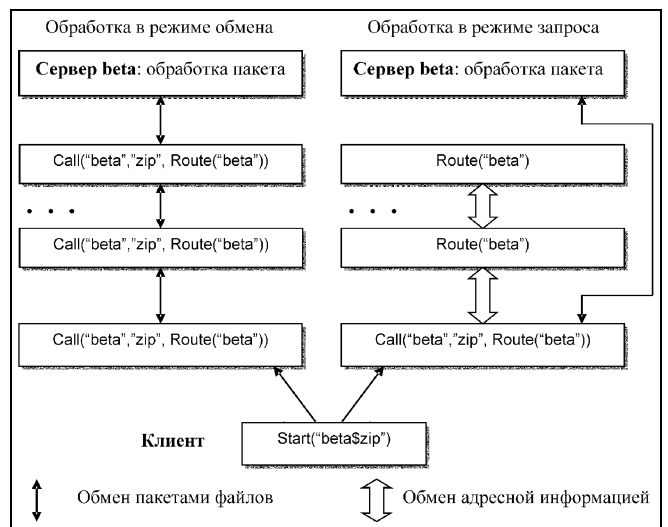 Обработка в режиме обмена
Обработка в режиме запроса
Сервер beta: обработка пакета
Сервер beta: обработка пакета
Call("beta","zip", Route("beta"))
Route("beta")
. . .
. . .
Call("beta","zip", Route("beta"))
Route("beta")
Call("beta","zip", Route("beta"))
Call("beta","zip", Route("beta"))
Клиент
Start("beta$zip")
Обмен пакетами файлов
Обмен адресной информацией